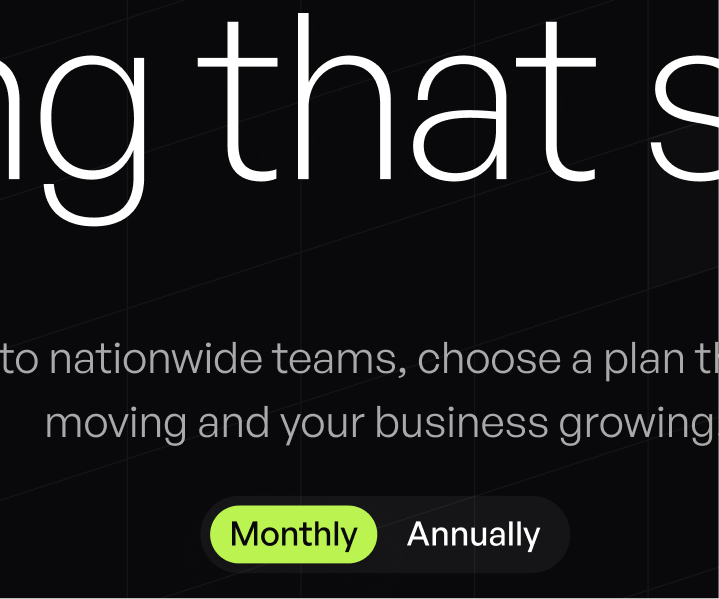 ng that s
to nationwide teams, choose a plan th
moving and your business growing.
Monthly Annually